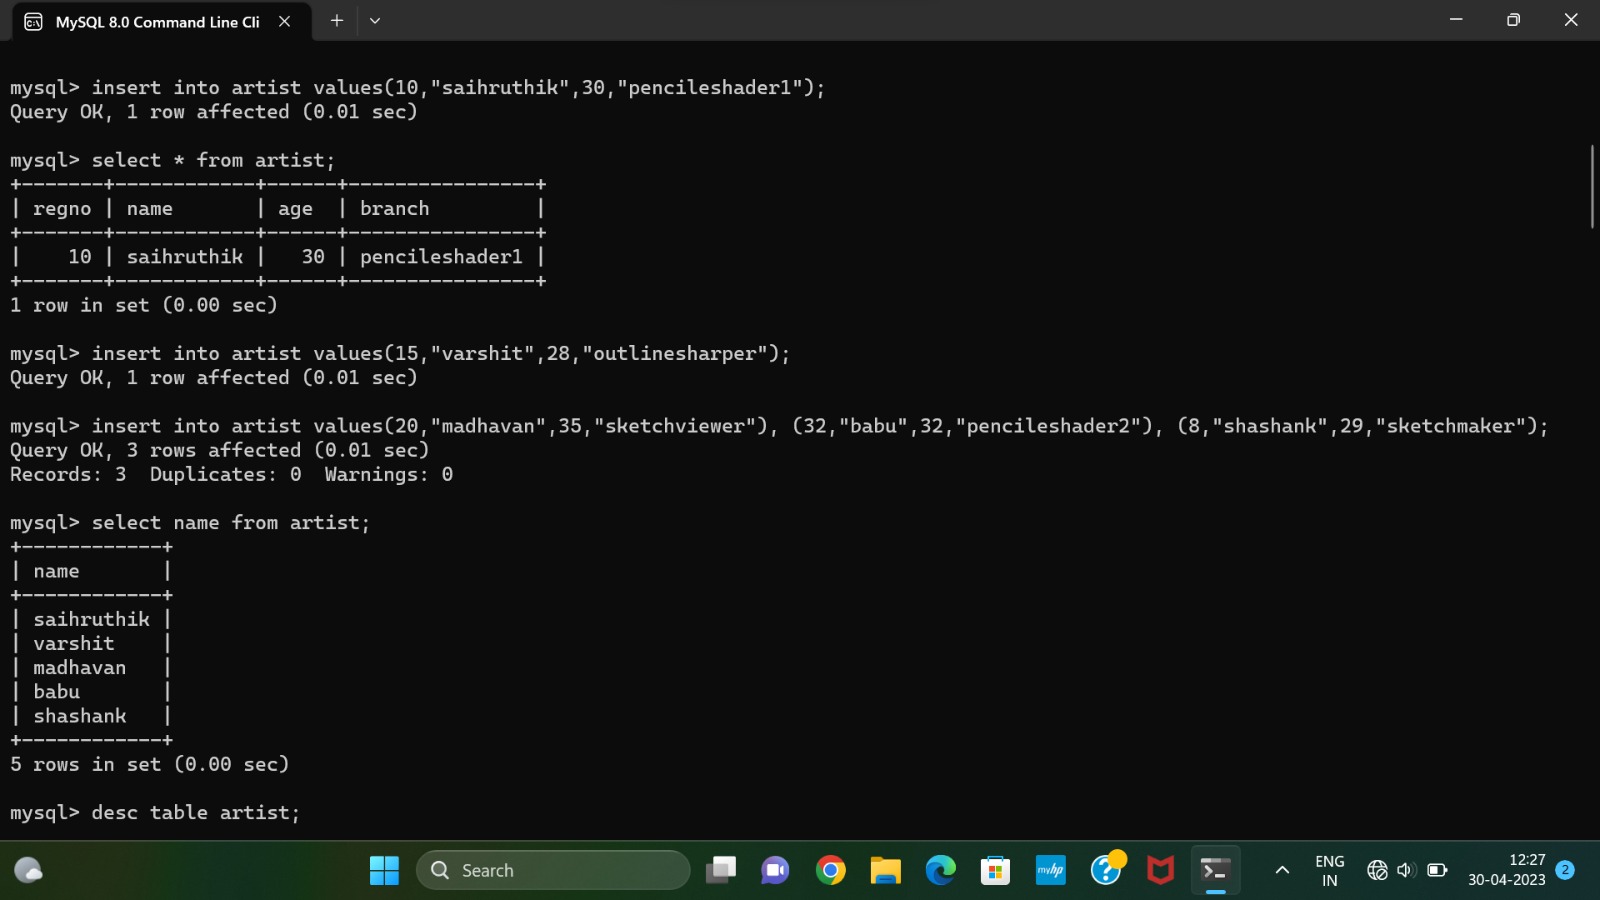 MySQL 8.0 Command Line Cli
mysql> insert into artist values(10,"saihruthik",30,"pencileshader1");
Query OK, 1 row affected (0.01 sec)
mysql> select * from artist;
+-------+------------+------+----------------+
| regno | name       | age  | branch         |
+-------+------------+------+----------------+
|    10 | saihruthik |   30 | pencileshader1 |
+-------+------------+------+----------------+
1 row in set (0.00 sec)
mysql> insert into artist values(15,"varshit",28,"outlinesharper");
Query OK, 1 row affected (0.01 sec)
mysql> insert into artist values(20,"madhavan",35,"sketchviewer"), (32,"babu",32,"pencileshader2"), (8,"shashank",29,"sketchmaker");
Query OK, 3 rows affected (0.01 sec)
Records: 3  Duplicates: 0  Warnings: 0
mysql> select name from artist;
+------------+
| name       |
+------------+
| saihruthik |
| varshit    |
| madhavan   |
| babu       |
| shashank   |
+------------+
5 rows in set (0.00 sec)
mysql> desc table artist;
Search
myhp
ENG
IN
12:27
30-04-2023
2